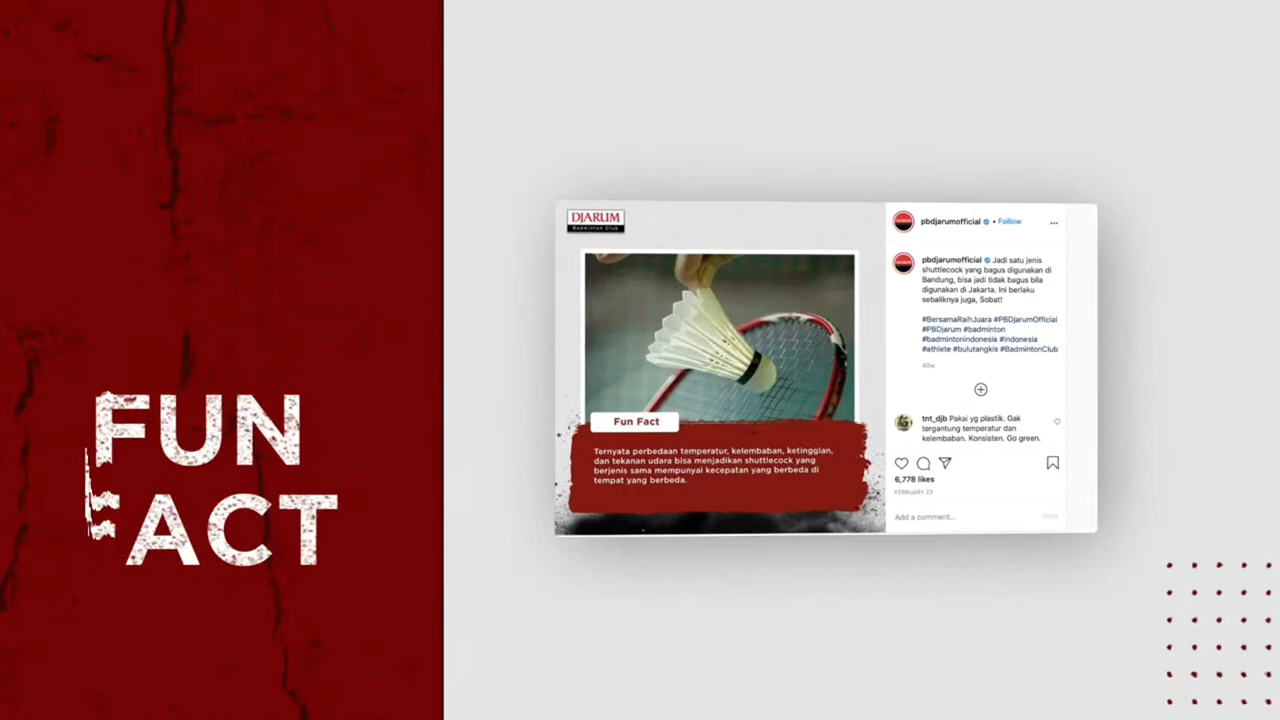 FUN
FACT
DJARUM
Badminton Club
Fun Fact
Ternyata perbedaan temperatur, kelembaban, ketinggian,
dan tekanan udara bisa menjadikan shuttlecock yang
berjenis sama mempunyai kecepatan yang berbeda di
tempat yang berbeda.
pbdjarumofficial • Follow
pbdjarumofficial Jadi satu jenis
shuttlecock yang bagus digunakan di
Bandung, bisa jadi tidak bagus bila
digunakan di Jakarta. Ini berlaku
sebaliknya juga, Sobat!
#BersamaRaihJuara #PBDjarumOfficial
#PBDjarum #badminton
#badmintonindonesia #indonesia
#athlete #bulutangkis #BadmintonClub
tnt_djb Pakai yg plastik. Gak
tergantung temperatur dan
kelembaban. Konsisten. Go green.
6,778 likes
FEBRUARY 23
Add a comment...